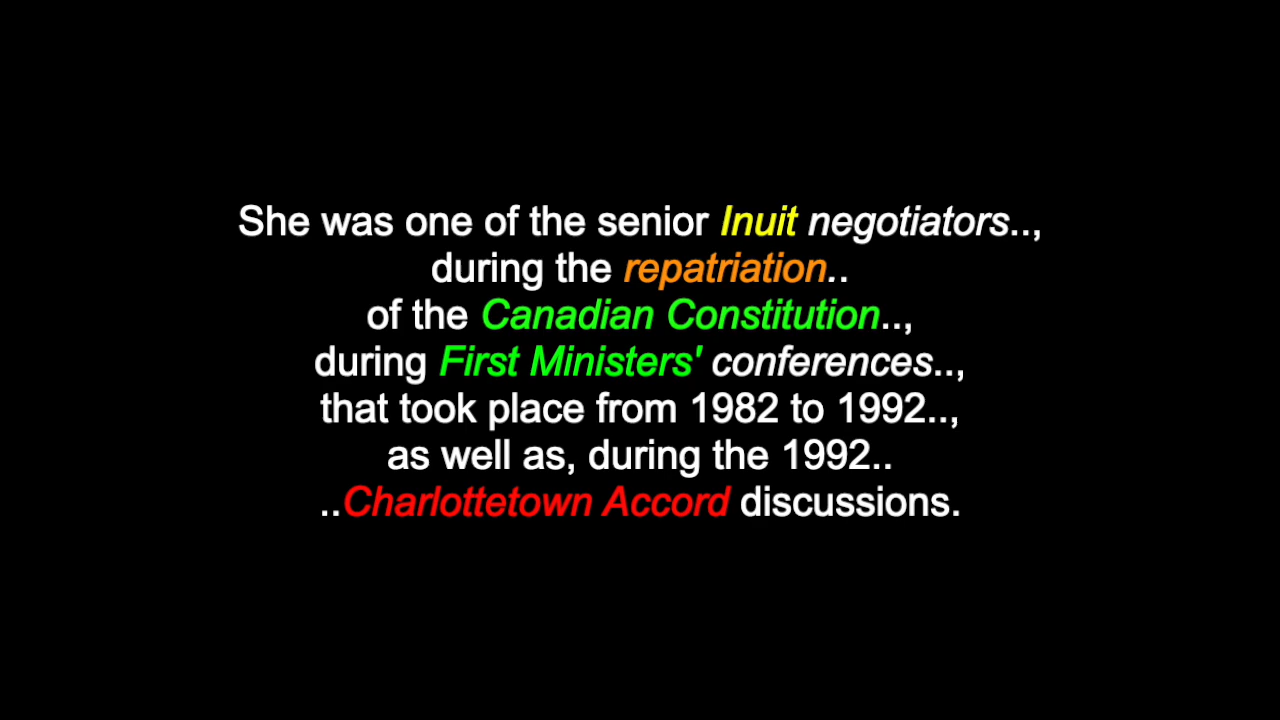 She was one of the senior Inuit negotiators..,
during the repatriation..
of the Canadian Constitution..,
during First Ministers' conferences..,
that took place from 1982 to 1992..,
as well as, during the 1992..
..Charlottetown Accord discussions.